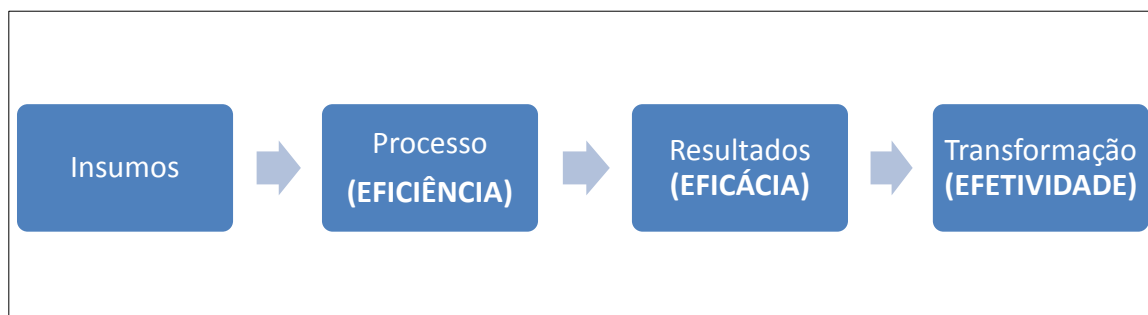 Insumos
Processo
(EFICIÊNCIA)
Resultados
(EFICÁCIA)
Transformação
(EFETIVIDADE)